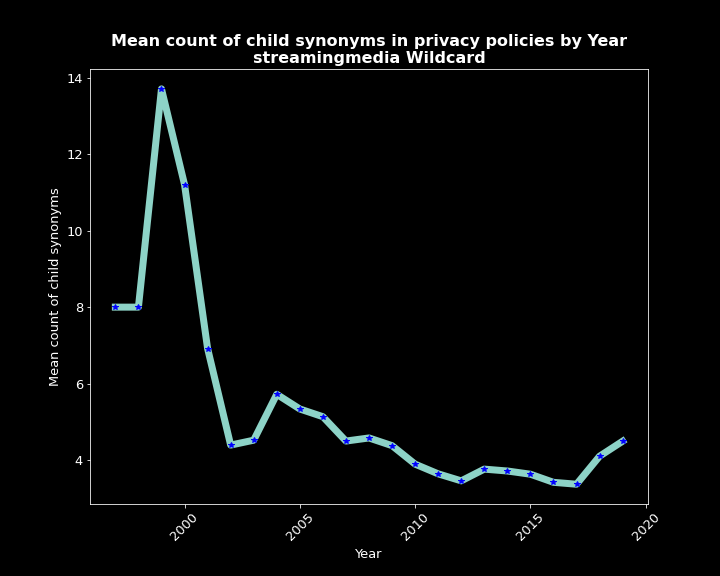 Mean count of child synonyms in privacy policies by Year
streamingmedia Wildcard
14
12
10
8
6
4
Mean count of child synonyms
2000
2005
2010
2015
2020
Year